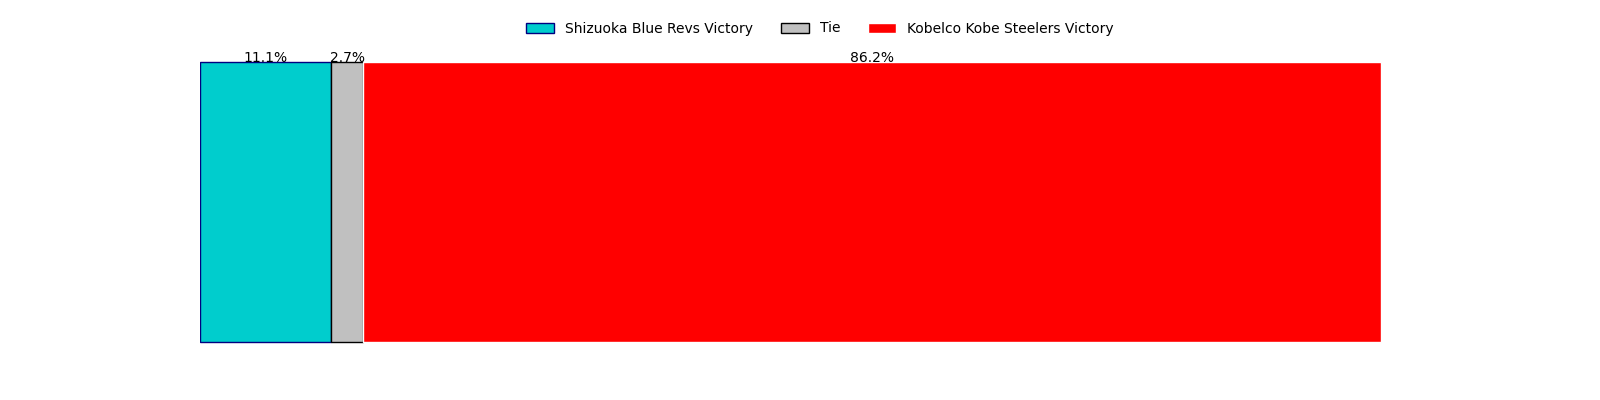 Shizuoka Blue Revs Victory Tie Kobelco Kobe Steelers Victory
11.1% 2.7% 86.2%